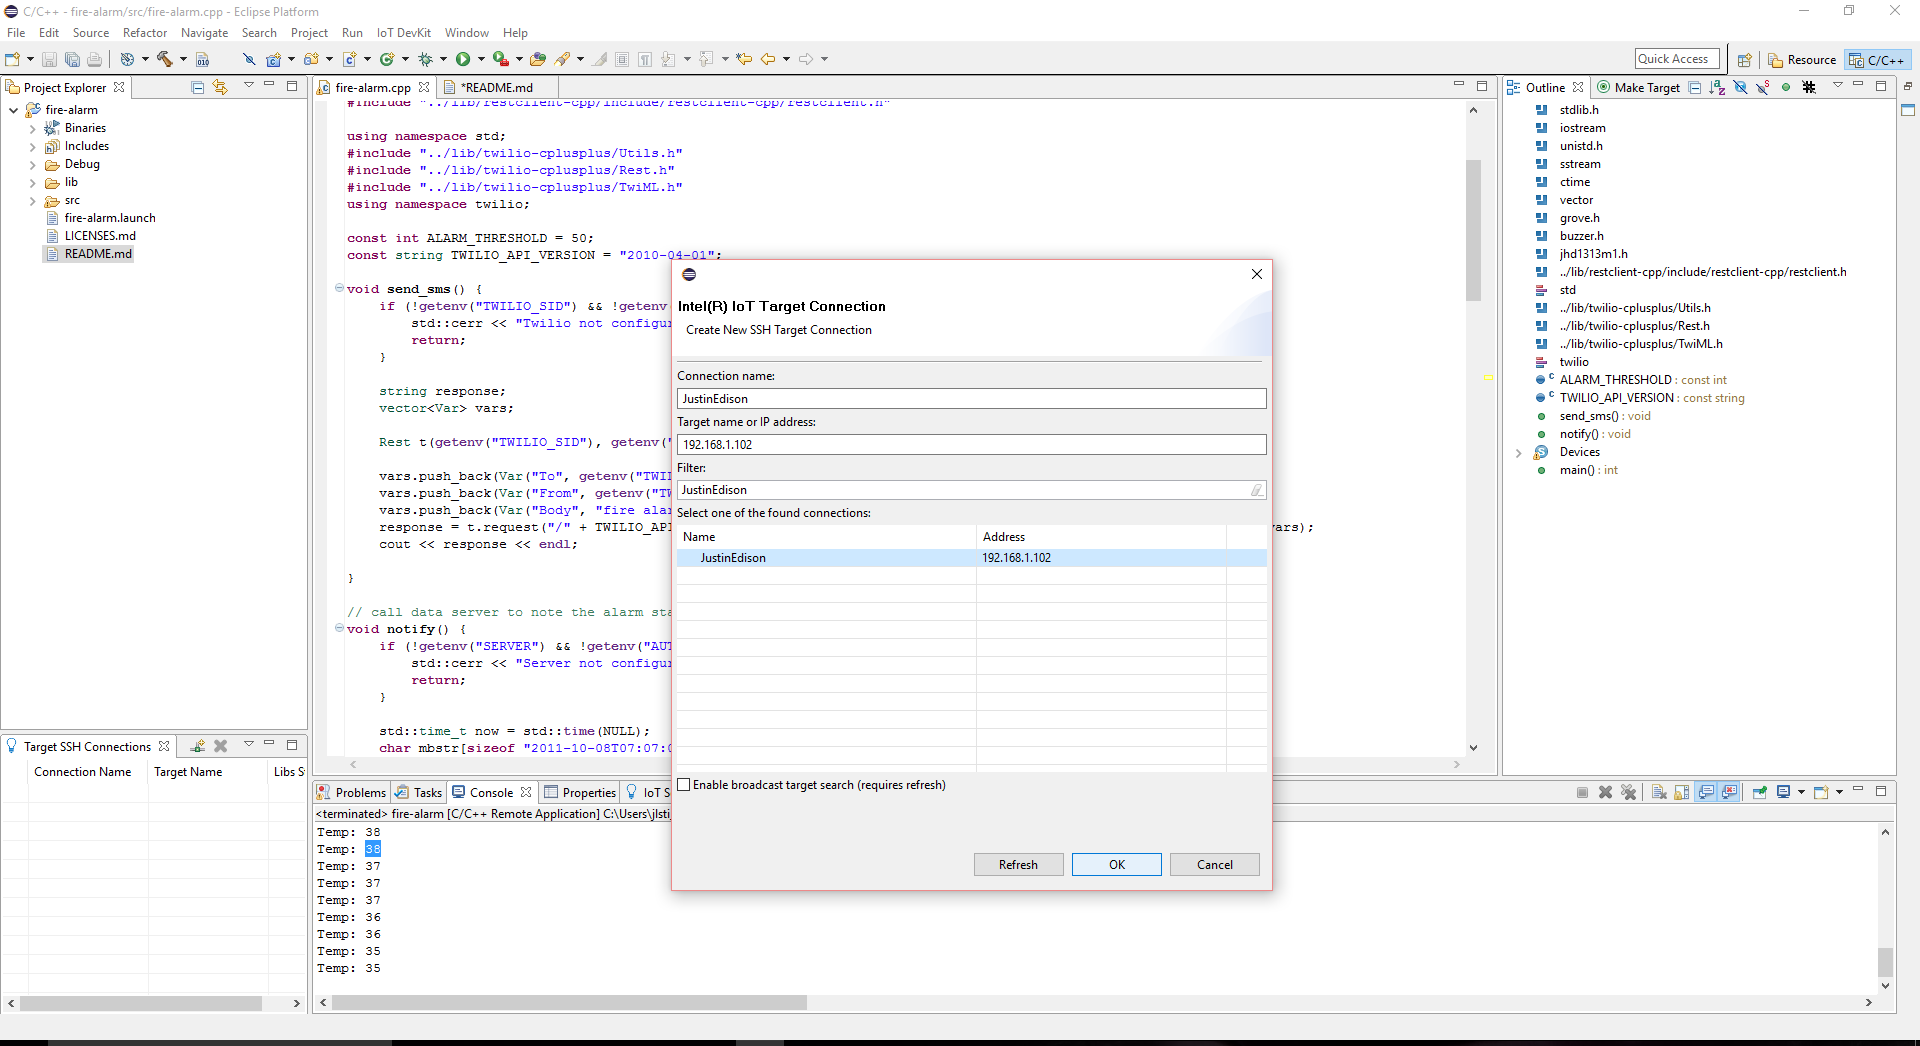 C/C++ - fire-alarm/src/fire-alarm.cpp - Eclipse Platform
File Edit Source Refactor Navigate Search Project Run IoT DevKit Window Help
Quick Access
Resource
C/C++
Project Explorer
fire-alarm
Binaries
Includes
Debug
lib
src
fire-alarm.launch
LICENSES.md
README.md
fire-alarm.cpp
*README.md
#include "../lib/restclient-cpp/include/restclient-cpp/restclient.h"
using namespace std;
#include "../lib/twilio-cplusplus/Utils.h"
#include "../lib/twilio-cplusplus/Rest.h"
#include "../lib/twilio-cplusplus/TwiML.h"
using namespace twilio;
const int ALARM_THRESHOLD = 50;
const string TWILIO_API_VERSION = "2010-04-01";
void send_sms() {
if (!getenv("TWILIO_SID") && !getenv
std::cerr << "Twilio not configur
return;
}
string response;
vector<Var> vars;
Rest t(getenv("TWILIO_SID"), getenv("
vars.push_back(Var("To", getenv("TWIL
vars.push_back(Var("From", getenv("TW
vars.push_back(Var("Body", "fire alar
response = t.request("/" + TWILIO_API vars);
cout << response << endl;
}
// call data server to note the alarm sta
void notify() {
if (!getenv("SERVER") && !getenv("AUT
std::cerr << "Server not configur
return;
}
std::time_t now = std::time(NULL);
char mbstr[sizeof "2011-10-08T07:07:0
Intel(R) IoT Target Connection
Create New SSH Target Connection
Connection name:
JustinEdison
Target name or IP address:
192.168.1.102
Filter:
JustinEdison
Select one of the found connections:
Name Address
JustinEdison 192.168.1.102
Enable broadcast target search (requires refresh)
Refresh OK Cancel
Outline
Make Target
stdlib.h
iostream
unistd.h
sstream
ctime
vector
grove.h
buzzer.h
jhd1313m1.h
../lib/restclient-cpp/include/restclient-cpp/restclient.h
std
../lib/twilio-cplusplus/Utils.h
../lib/twilio-cplusplus/Rest.h
../lib/twilio-cplusplus/TwiML.h
twilio
ALARM_THRESHOLD : const int
TWILIO_API_VERSION : const string
send_sms() : void
notify() : void
Devices
main() : int
Target SSH Connections
Connection Name Target Name Libs S
Problems Tasks Console Properties IoT S
<terminated> fire-alarm [C/C++ Remote Application] C:\Users\jlsti
Temp: 38
Temp: 38
Temp: 37
Temp: 37
Temp: 37
Temp: 36
Temp: 36
Temp: 35
Temp: 35